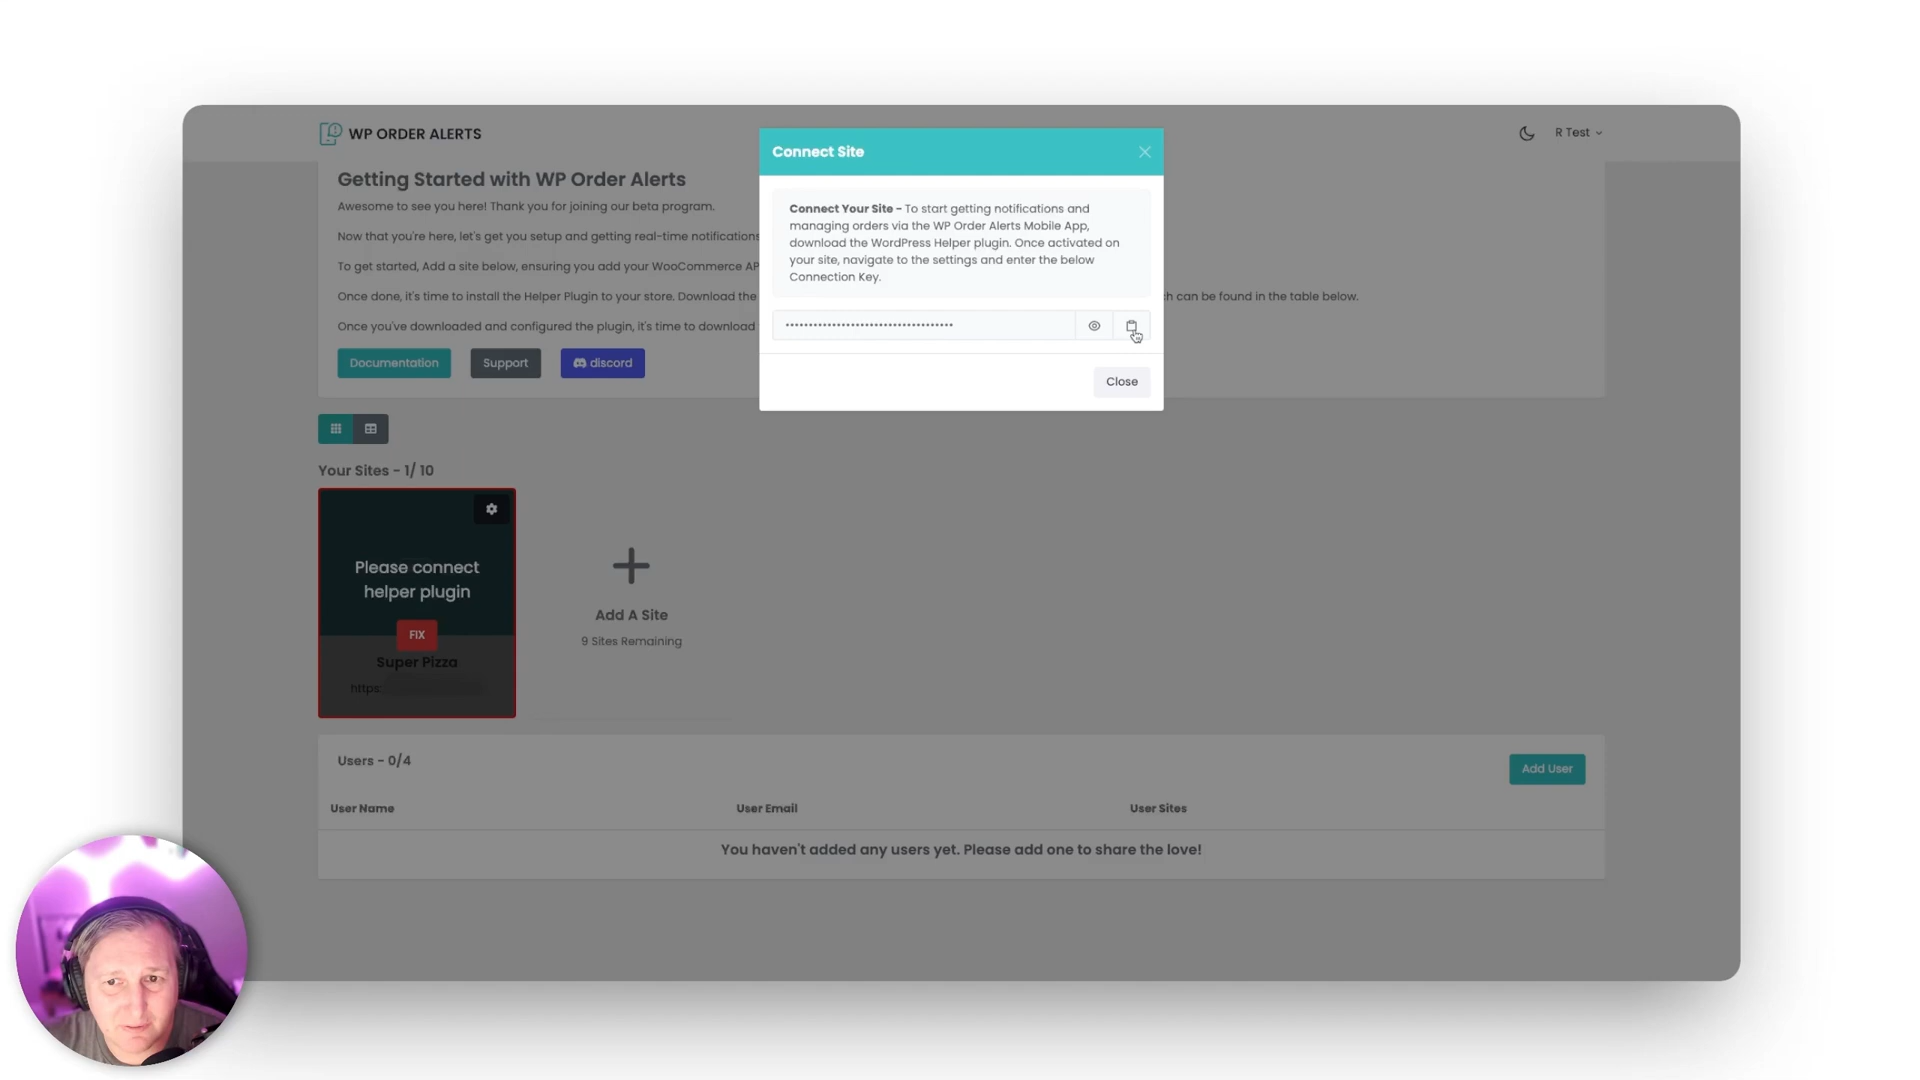 WP ORDER ALERTS
R Test
Connect Site
Connect Your Site - To start getting notifications and
managing orders via the WP Order Alerts Mobile App,
download the WordPress Helper plugin. Once activated on
your site, navigate to the settings and enter the below
Connection Key.
••••••••••••••••••••••••••••••••••••
Close
Getting Started with WP Order Alerts
Awesome to see you here! Thank you for joining our beta program.
Now that you're here, let's get you setup and getting real-time notifications
To get started, Add a site below, ensuring you add your WooCommerce AP
Once done, it's time to install the Helper Plugin to your store. Download the can be found in the table below.
Once you've downloaded and configured the plugin, it's time to download
Documentation
Support
discord
Your Sites - 1/ 10
Please connect
helper plugin
FIX
Super Pizza
https:
Add A Site
9 Sites Remaining
Users - 0/4
Add User
User Name User Email User Sites
You haven't added any users yet. Please add one to share the love!